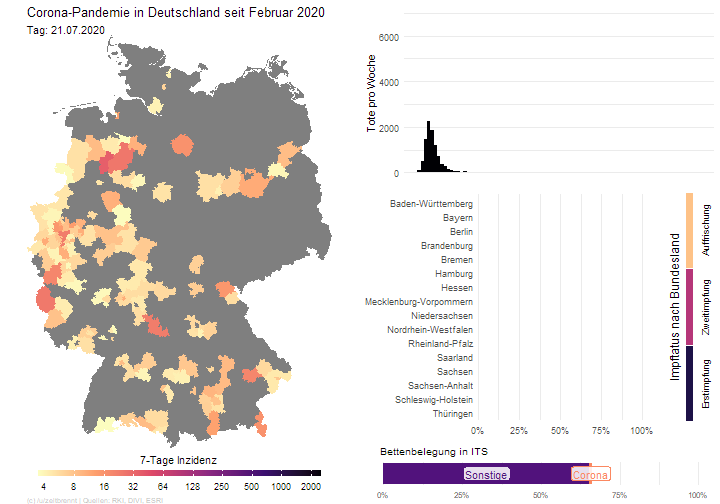 Corona-Pandemie in Deutschland seit Februar 2020
Tag: 21.07.2020
Tote pro Woche
6000
4000
2000
0
Baden-Württemberg
Bayern
Berlin
Brandenburg
Bremen
Hamburg
Hessen
Mecklenburg-Vorpommern
Niedersachsen
Nordrhein-Westfalen
Rheinland-Pfalz
Saarland
Sachsen
Sachsen-Anhalt
Schleswig-Holstein
Thüringen
0% 25% 50% 75% 100%
Impfstatus nach Bundesland
Auffrischung
Zweitimpfung
Erstimpfung
7-Tage Inzidenz
4 8 16 32 64 128 250 500 1000 2000
Bettenbelegung in ITS
Sonstige Corona
0% 25% 50% 75% 100%
| Quellen: RKI, DIVI, ESRI